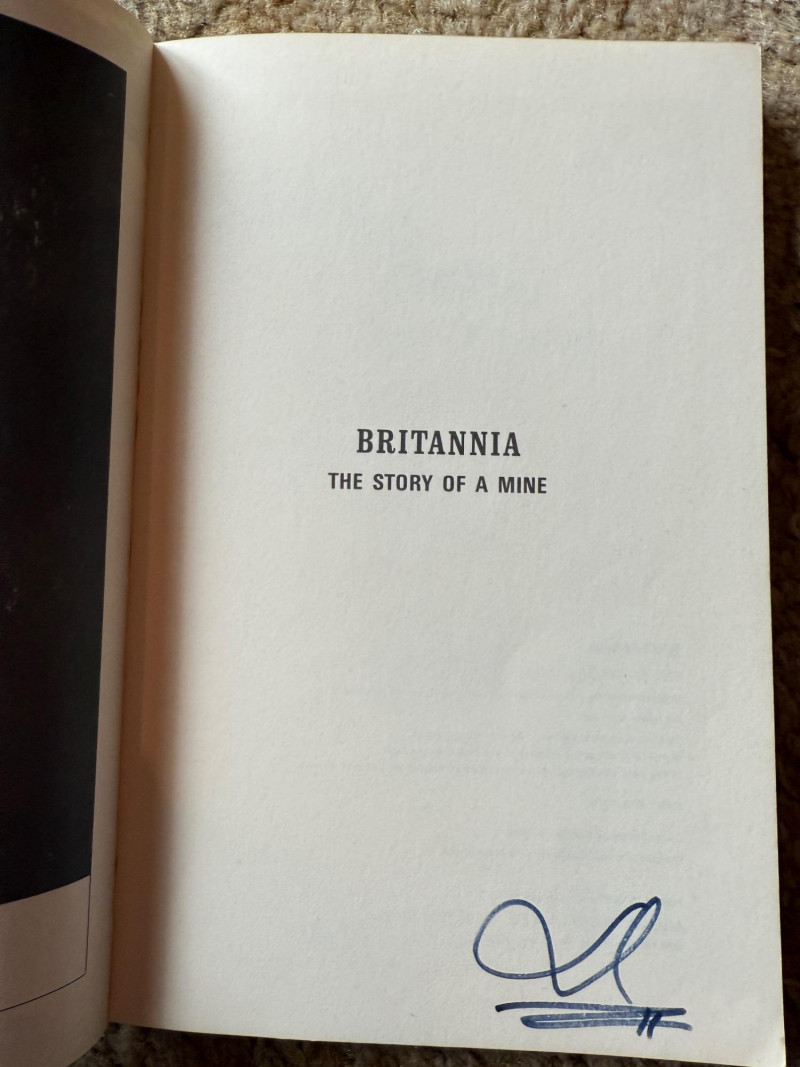 BRITANNIA
THE STORY OF A MINE